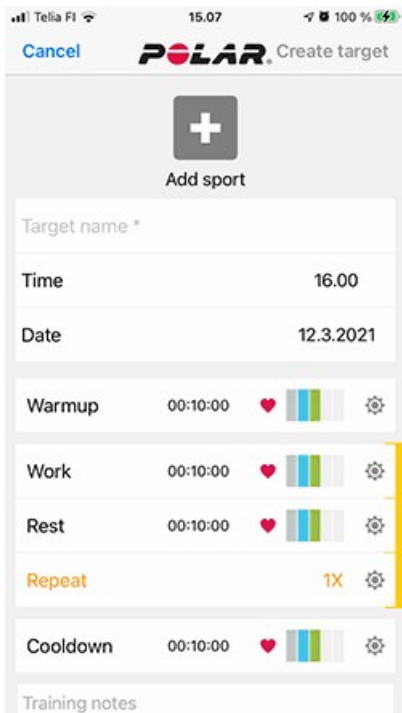 Telia FI 15.07 100 %
Cancel POLAR. Create target
Add sport
Target name *
Time 16.00
Date 12.3.2021
Warmup 00:10:00
Work 00:10:00
Rest 00:10:00
Repeat 1X
Cooldown 00:10:00
Training notes